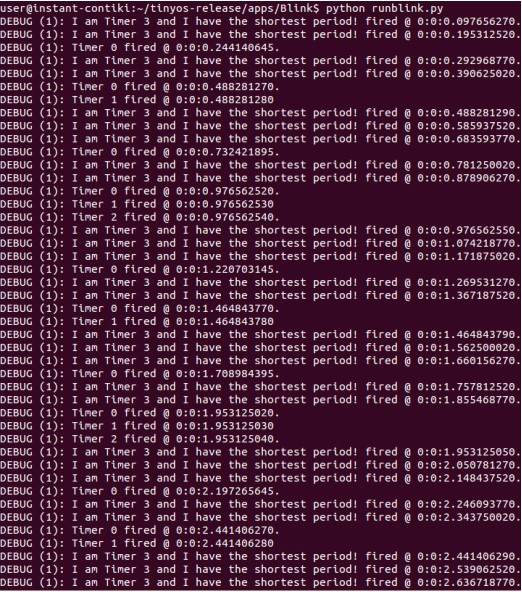 user@instant-contiki:~/tinyos-release/apps/Blink$ python runblink.py
DEBUG (1): I am Timer 3 and I have the shortest period! fired @ 0:0:0.097656270.
DEBUG (1): I am Timer 3 and I have the shortest period! fired @ 0:0:0.195312520.
DEBUG (1): Timer 0 fired @ 0:0:0.244140645.
DEBUG (1): I am Timer 3 and I have the shortest period! fired @ 0:0:0.292968770.
DEBUG (1): I am Timer 3 and I have the shortest period! fired @ 0:0:0.390625020.
DEBUG (1): Timer 0 fired @ 0:0:0.488281270.
DEBUG (1): Timer 1 fired @ 0:0:0.488281280
DEBUG (1): I am Timer 3 and I have the shortest period! fired @ 0:0:0.488281290.
DEBUG (1): I am Timer 3 and I have the shortest period! fired @ 0:0:0.585937520.
DEBUG (1): I am Timer 3 and I have the shortest period! fired @ 0:0:0.683593770.
DEBUG (1): Timer 0 fired @ 0:0:0.732421895.
DEBUG (1): I am Timer 3 and I have the shortest period! fired @ 0:0:0.781250020.
DEBUG (1): I am Timer 3 and I have the shortest period! fired @ 0:0:0.878906270.
DEBUG (1): Timer 0 fired @ 0:0:0.976562520.
DEBUG (1): Timer 1 fired @ 0:0:0.976562530
DEBUG (1): Timer 2 fired @ 0:0:0.976562540.
DEBUG (1): I am Timer 3 and I have the shortest period! fired @ 0:0:0.976562550.
DEBUG (1): I am Timer 3 and I have the shortest period! fired @ 0:0:1.074218770.
DEBUG (1): I am Timer 3 and I have the shortest period! fired @ 0:0:1.171875020.
DEBUG (1): Timer 0 fired @ 0:0:1.220703145.
DEBUG (1): I am Timer 3 and I have the shortest period! fired @ 0:0:1.269531270.
DEBUG (1): I am Timer 3 and I have the shortest period! fired @ 0:0:1.367187520.
DEBUG (1): Timer 0 fired @ 0:0:1.464843770.
DEBUG (1): Timer 1 fired @ 0:0:1.464843780
DEBUG (1): I am Timer 3 and I have the shortest period! fired @ 0:0:1.464843790.
DEBUG (1): I am Timer 3 and I have the shortest period! fired @ 0:0:1.562500020.
DEBUG (1): I am Timer 3 and I have the shortest period! fired @ 0:0:1.660156270.
DEBUG (1): Timer 0 fired @ 0:0:1.708984395.
DEBUG (1): I am Timer 3 and I have the shortest period! fired @ 0:0:1.757812520.
DEBUG (1): I am Timer 3 and I have the shortest period! fired @ 0:0:1.855468770.
DEBUG (1): Timer 0 fired @ 0:0:1.953125020.
DEBUG (1): Timer 1 fired @ 0:0:1.953125030
DEBUG (1): Timer 2 fired @ 0:0:1.953125040.
DEBUG (1): I am Timer 3 and I have the shortest period! fired @ 0:0:1.953125050.
DEBUG (1): I am Timer 3 and I have the shortest period! fired @ 0:0:2.050781270.
DEBUG (1): I am Timer 3 and I have the shortest period! fired @ 0:0:2.148437520.
DEBUG (1): Timer 0 fired @ 0:0:2.197265645.
DEBUG (1): I am Timer 3 and I have the shortest period! fired @ 0:0:2.246093770.
DEBUG (1): I am Timer 3 and I have the shortest period! fired @ 0:0:2.343750020.
DEBUG (1): Timer 0 fired @ 0:0:2.441406270.
DEBUG (1): Timer 1 fired @ 0:0:2.441406280
DEBUG (1): I am Timer 3 and I have the shortest period! fired @ 0:0:2.441406290.
DEBUG (1): I am Timer 3 and I have the shortest period! fired @ 0:0:2.539062520.
DEBUG (1): I am Timer 3 and I have the shortest period! fired @ 0:0:2.636718770.